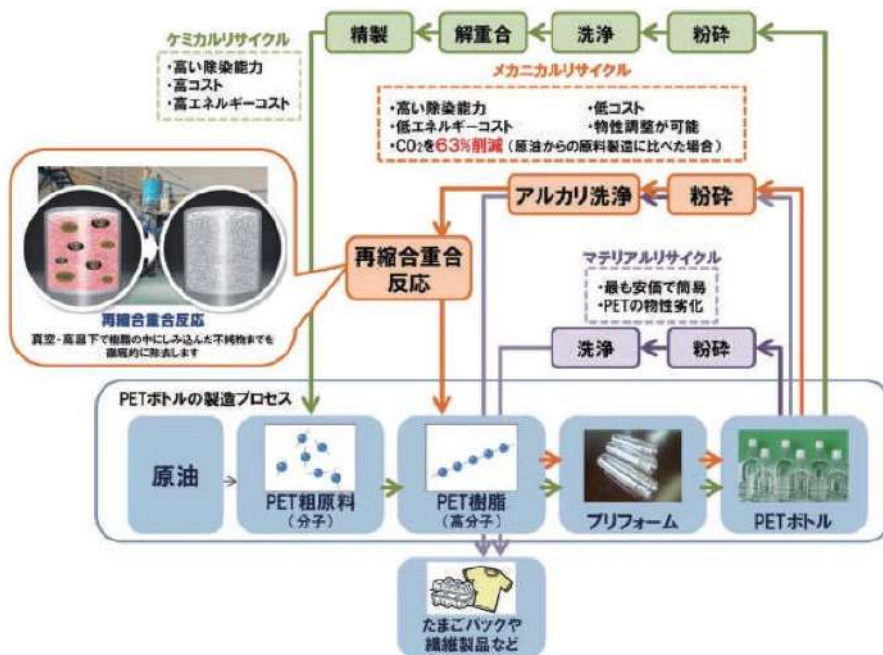 精製
解重合
洗浄
粉砕
ケミカルリサイクル
・高い除染能力
・高コスト
・高エネルギーコスト
メカニカルリサイクル
・高い除染能力
・低コスト
・低エネルギーコスト
・物性調整が可能
・CO2を63%削減（原油からの原料製造に比べた場合）
アルカリ洗浄
粉砕
再縮合重合
反応
再縮合重合反応
真空・高温下で樹脂の中にしみ込んだ不純物までを
徹底的に除去します
マテリアルリサイクル
・最も安価で簡易
・PETの物性劣化
洗浄
粉砕
PETボトルの製造プロセス
原油
PET粗原料
（分子）
PET樹脂
（高分子）
プリフォーム
PETボトル
たまごパックや
繊維製品など